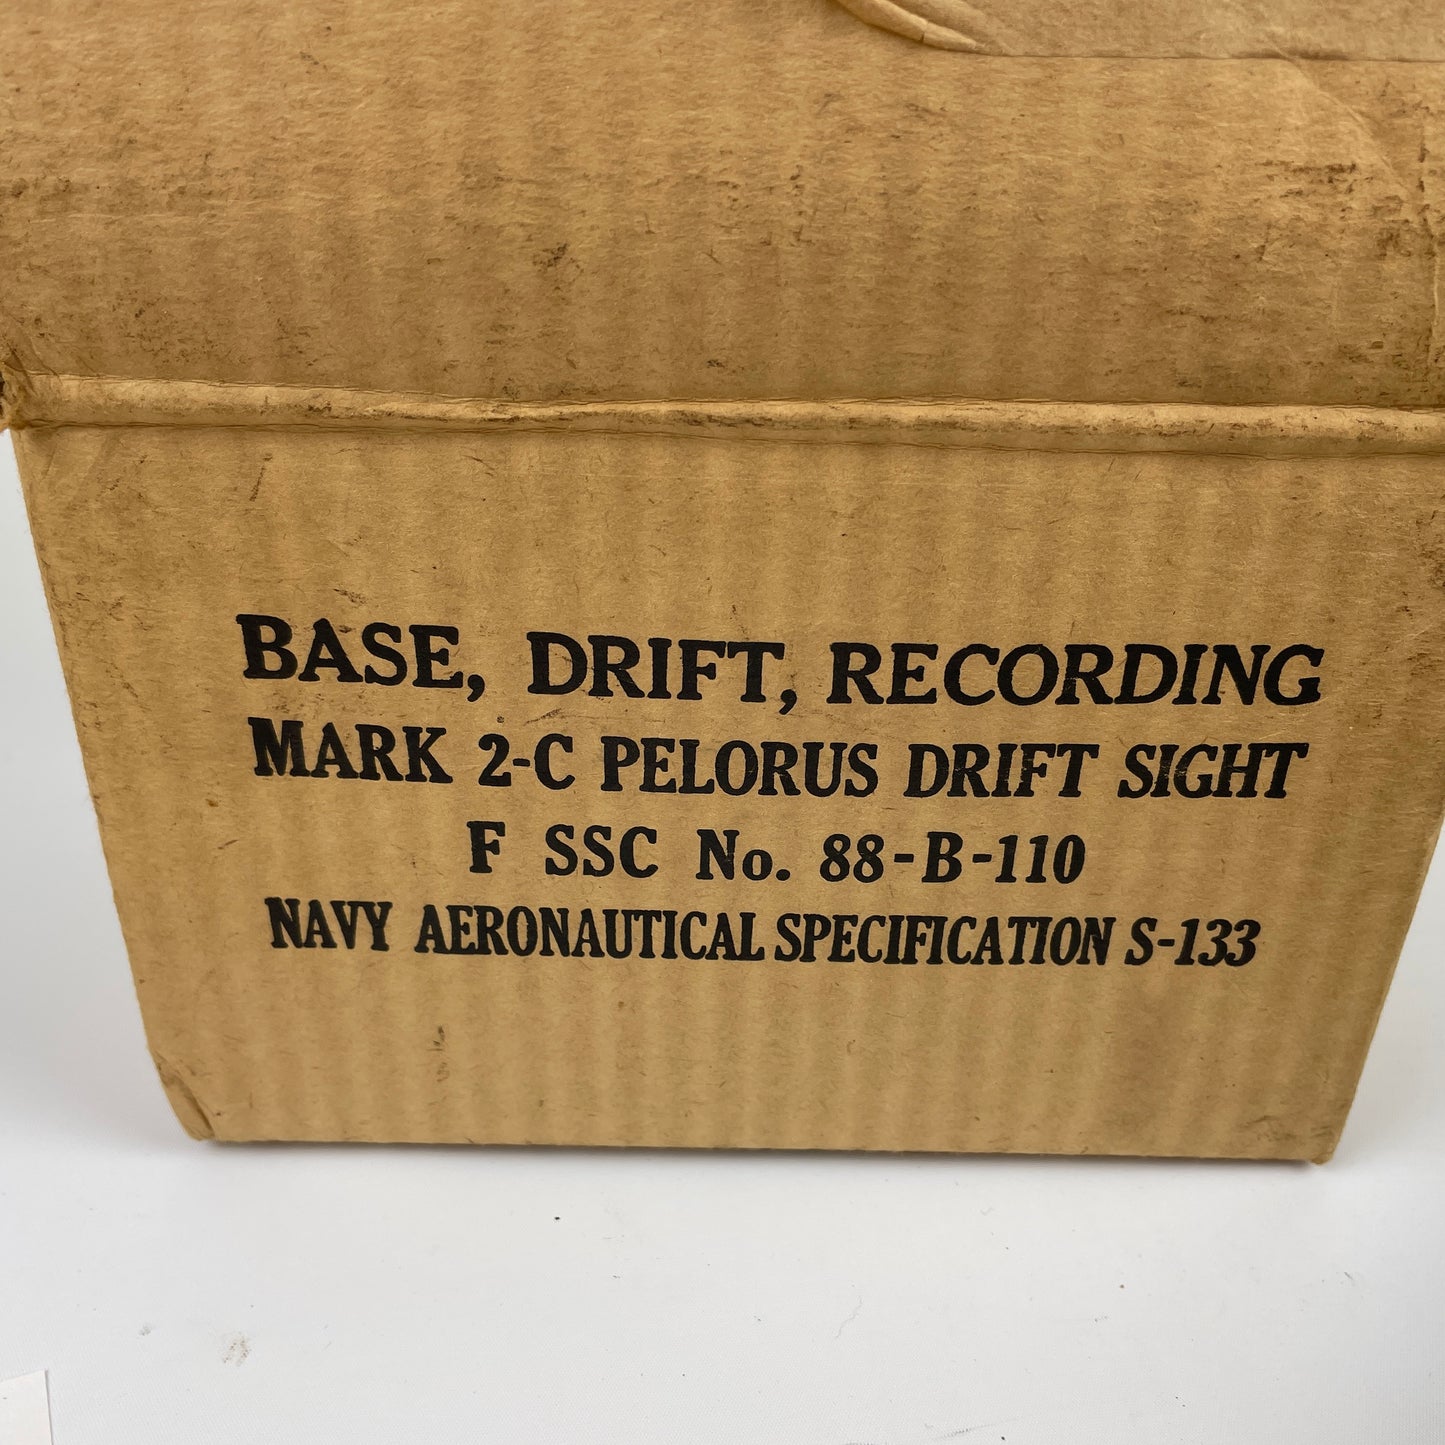 BASE, DRIFT, RECORDING
MARK 2-C PELORUS DRIFT SIGHT
F SSC No. 88-B-110
NAVY AERONAUTICAL SPECIFICATION S-133